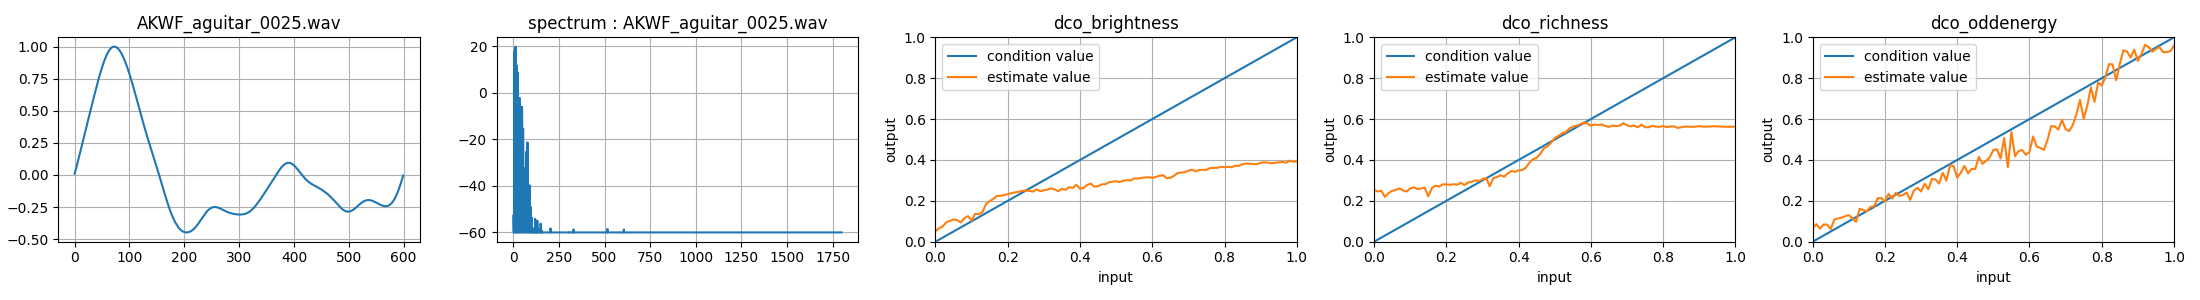 AKWF_aguitar_0025.wav
1.00
0.75
0.50
0.25
0.00
−0.25
−0.50
0 100 200 300 400 500 600
spectrum : AKWF_aguitar_0025.wav
20
0
−20
−40
−60
0 250 500 750 1000 1250 1500 1750
dco_brightness
condition value
estimate value
output
1.0
0.8
0.6
0.4
0.2
0.0
0.0 0.2 0.4 0.6 0.8 1.0
input
dco_richness
condition value
estimate value
output
1.0
0.8
0.6
0.4
0.2
0.0
0.0 0.2 0.4 0.6 0.8 1.0
input
dco_oddenergy
condition value
estimate value
output
1.0
0.8
0.6
0.4
0.2
0.0
0.0 0.2 0.4 0.6 0.8 1.0
input